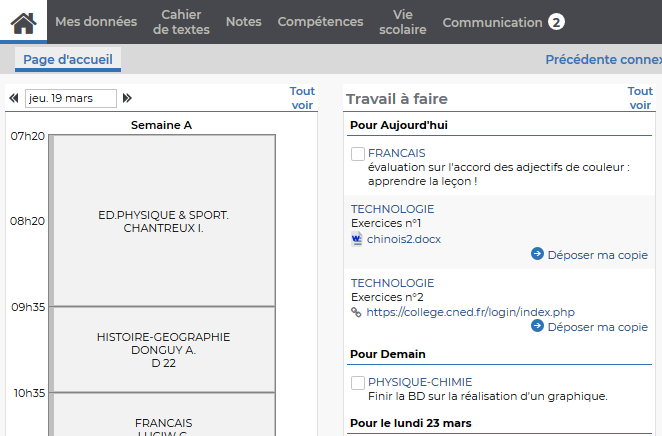 Mes données
Cahier
de textes
Notes
Compétences
Vie
scolaire
Communication 2
Page d'accueil
Précédente connex
jeu. 19 mars
Tout
voir
Semaine A
07h20
ED.PHYSIQUE & SPORT.
CHANTREUX I.
08h20
09h35
HISTOIRE-GEOGRAPHIE
DONGUY A.
D 22
10h35
FRANCAIS
Travail à faire
Tout
voir
Pour Aujourd'hui
FRANCAIS
évaluation sur l'accord des adjectifs de couleur :
apprendre la leçon !
TECHNOLOGIE
Exercices n°1
chinois2.docx
Déposer ma copie
TECHNOLOGIE
Exercices n°2
https://college.cned.fr/login/index.php
Déposer ma copie
Pour Demain
PHYSIQUE-CHIMIE
Finir la BD sur la réalisation d'un graphique.
Pour le lundi 23 mars